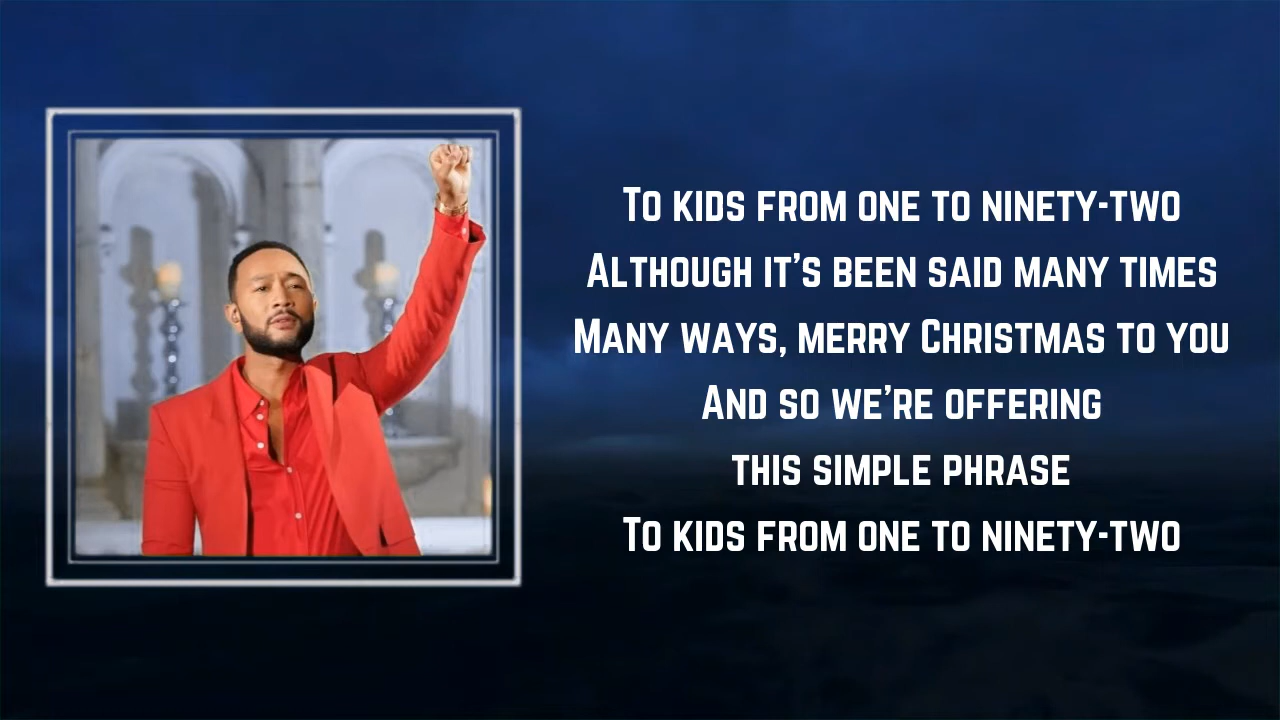 To kids from one to ninety-two
Although it's been said many times
Many ways, merry Christmas to you
And so we're offering
this simple phrase
To kids from one to ninety-two